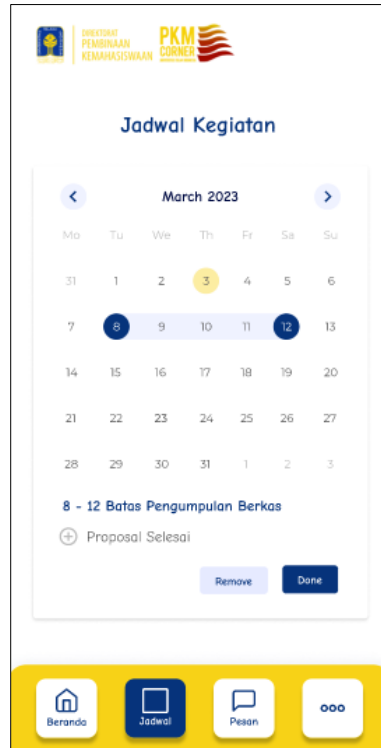 DIREKTORAT
PEMBINAAN
KEMAHASISWAAN
PKM
CORNER
Jadwal Kegiatan
March 2023
Mo Tu We Th Fr Sa Su
31 1 2 3 4 5 6
7 8 9 10 11 12 13
14 15 16 17 18 19 20
21 22 23 24 25 26 27
28 29 30 31 1 2 3
8 - 12 Batas Pengumpulan Berkas
Proposal Selesai
Remove Done
Beranda Jadwal Pesan